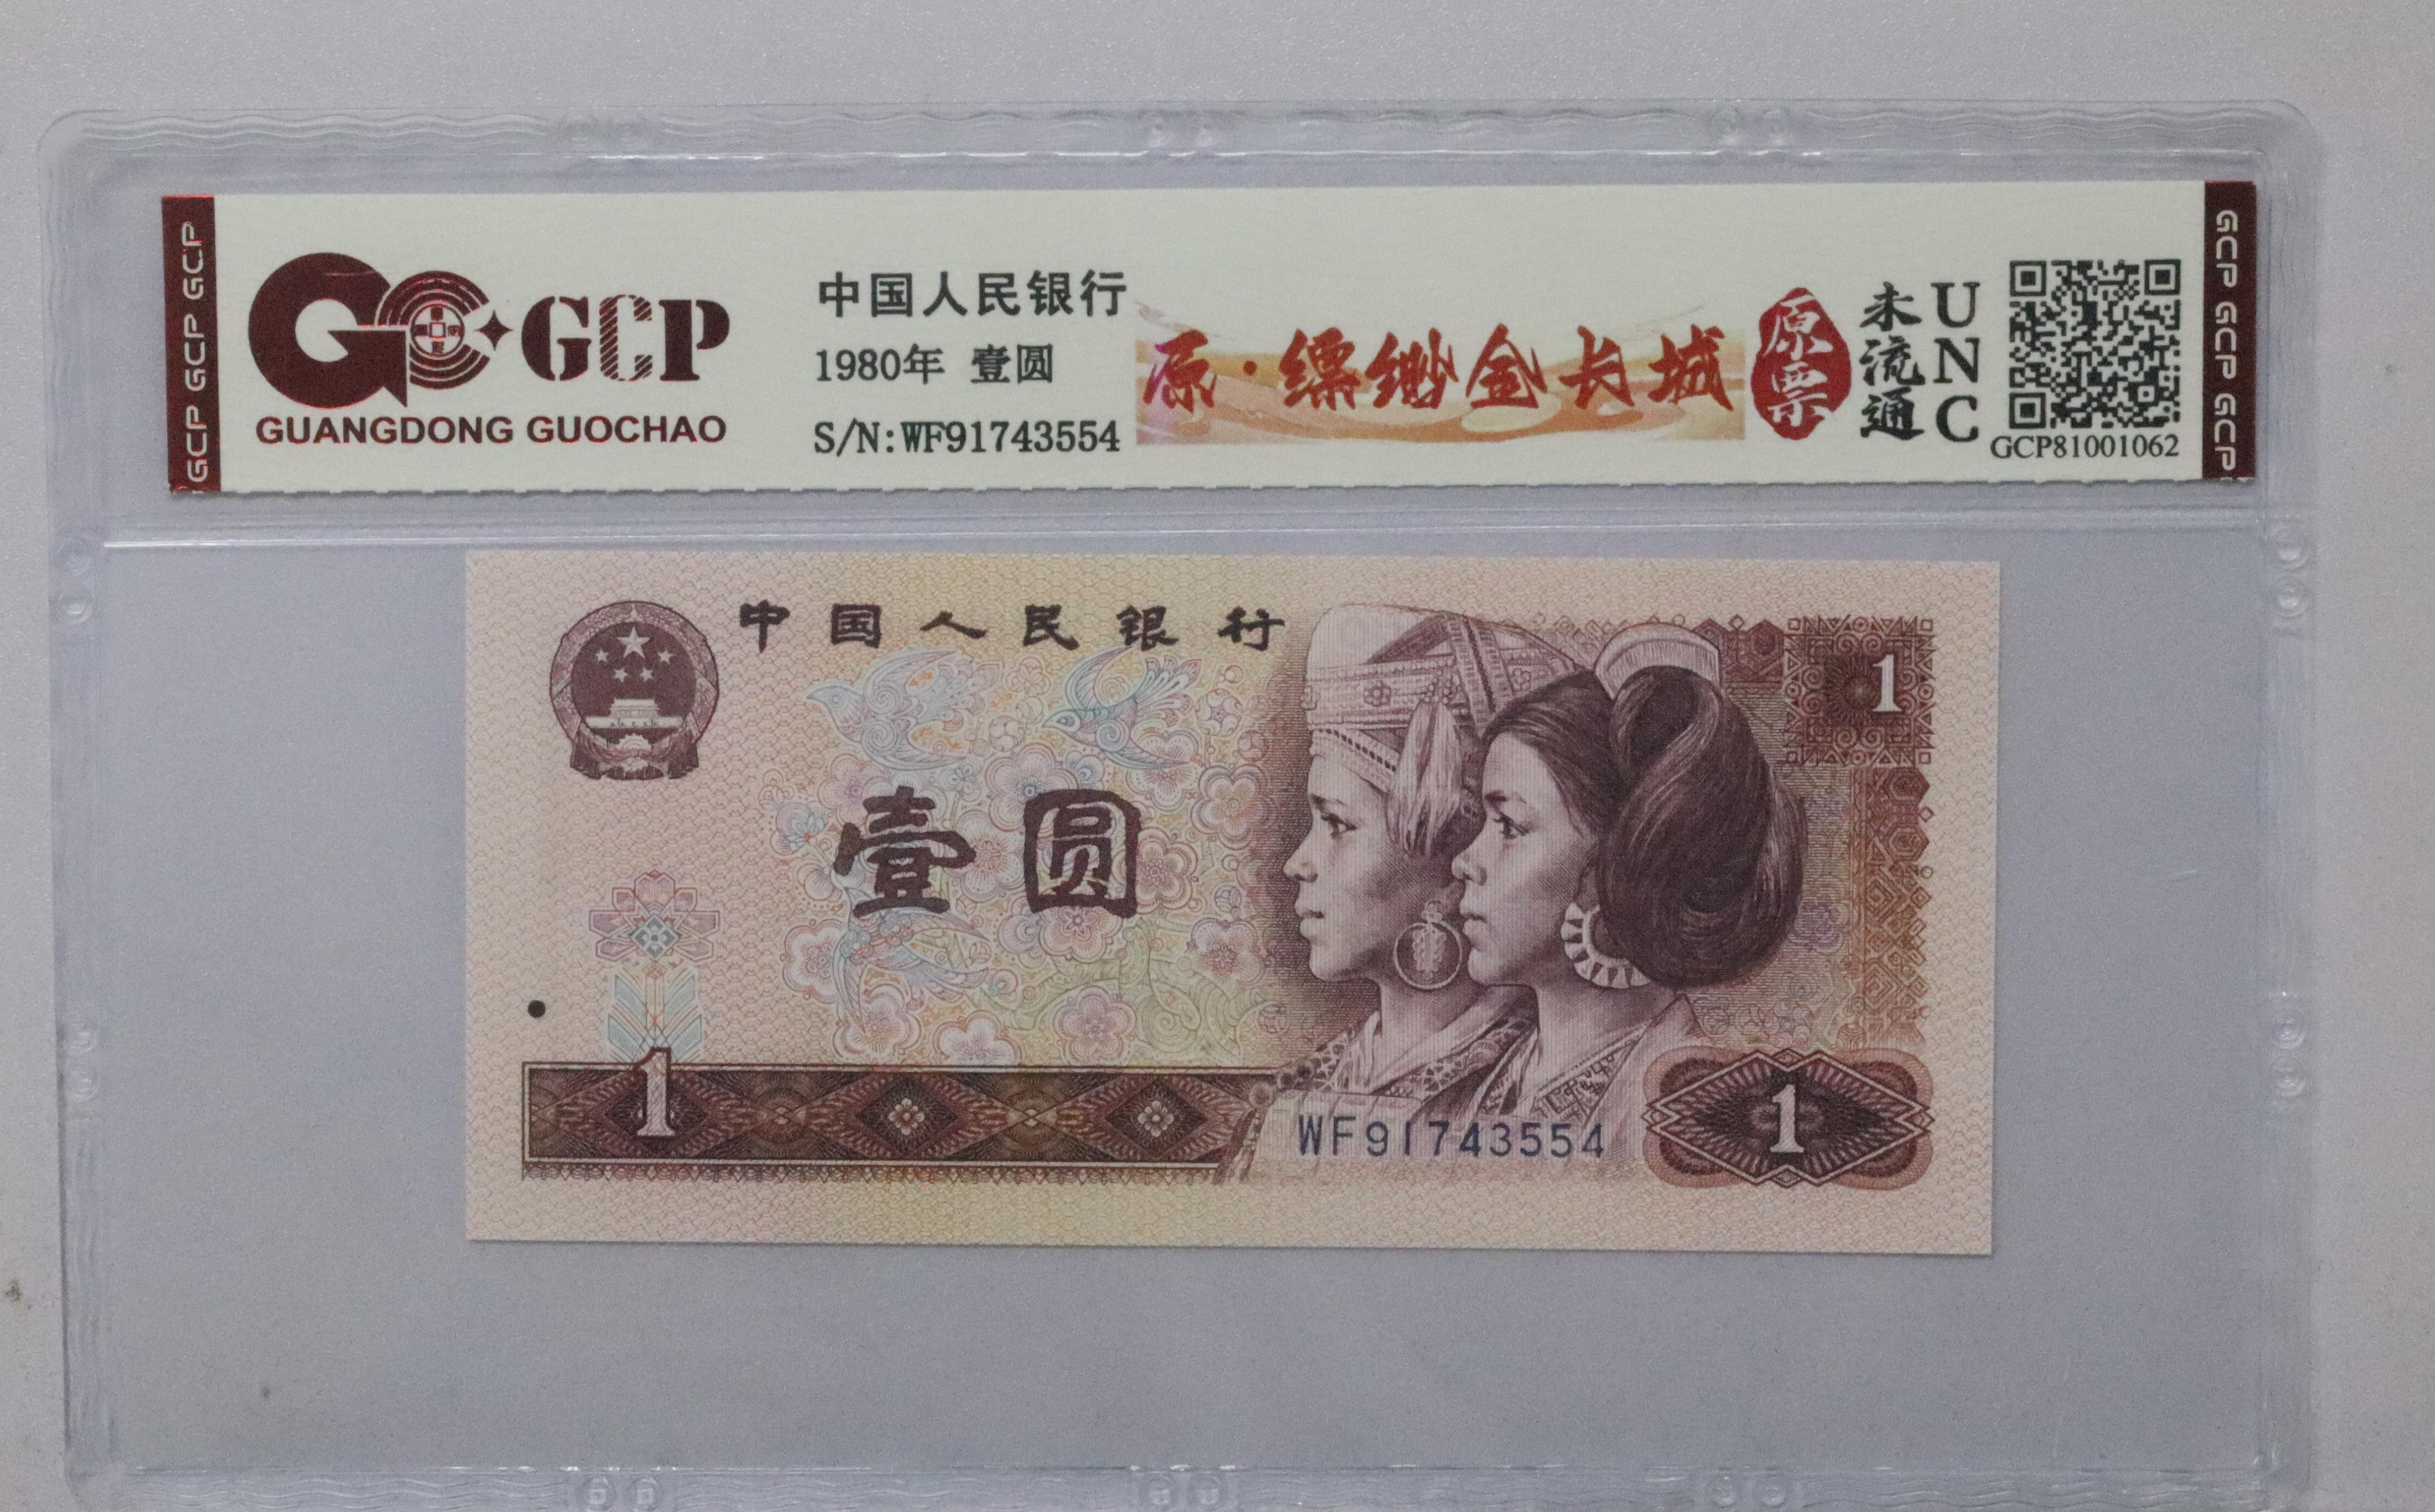 GCP GCP GCP
GCP
GUANGDONG GUOCHAO
中国人民银行
1980年 壹圆
S/N:WF91743554
原·缥缈金长城
原票
未流通
UNC
GCP81001062
GCP GCP GCP
中国人民银行
1
壹圆
1
WF91743554
1